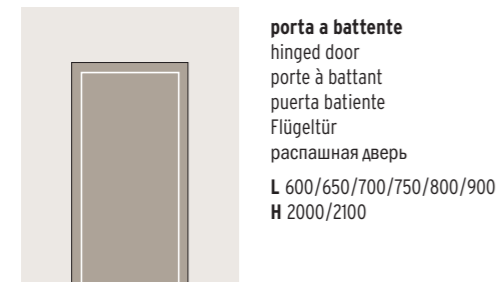 porta a battente
hinged door
porte à battant
puerta batiente
Flügeltür
распашная дверь
L 600/650/700/750/800/900
H 2000/2100